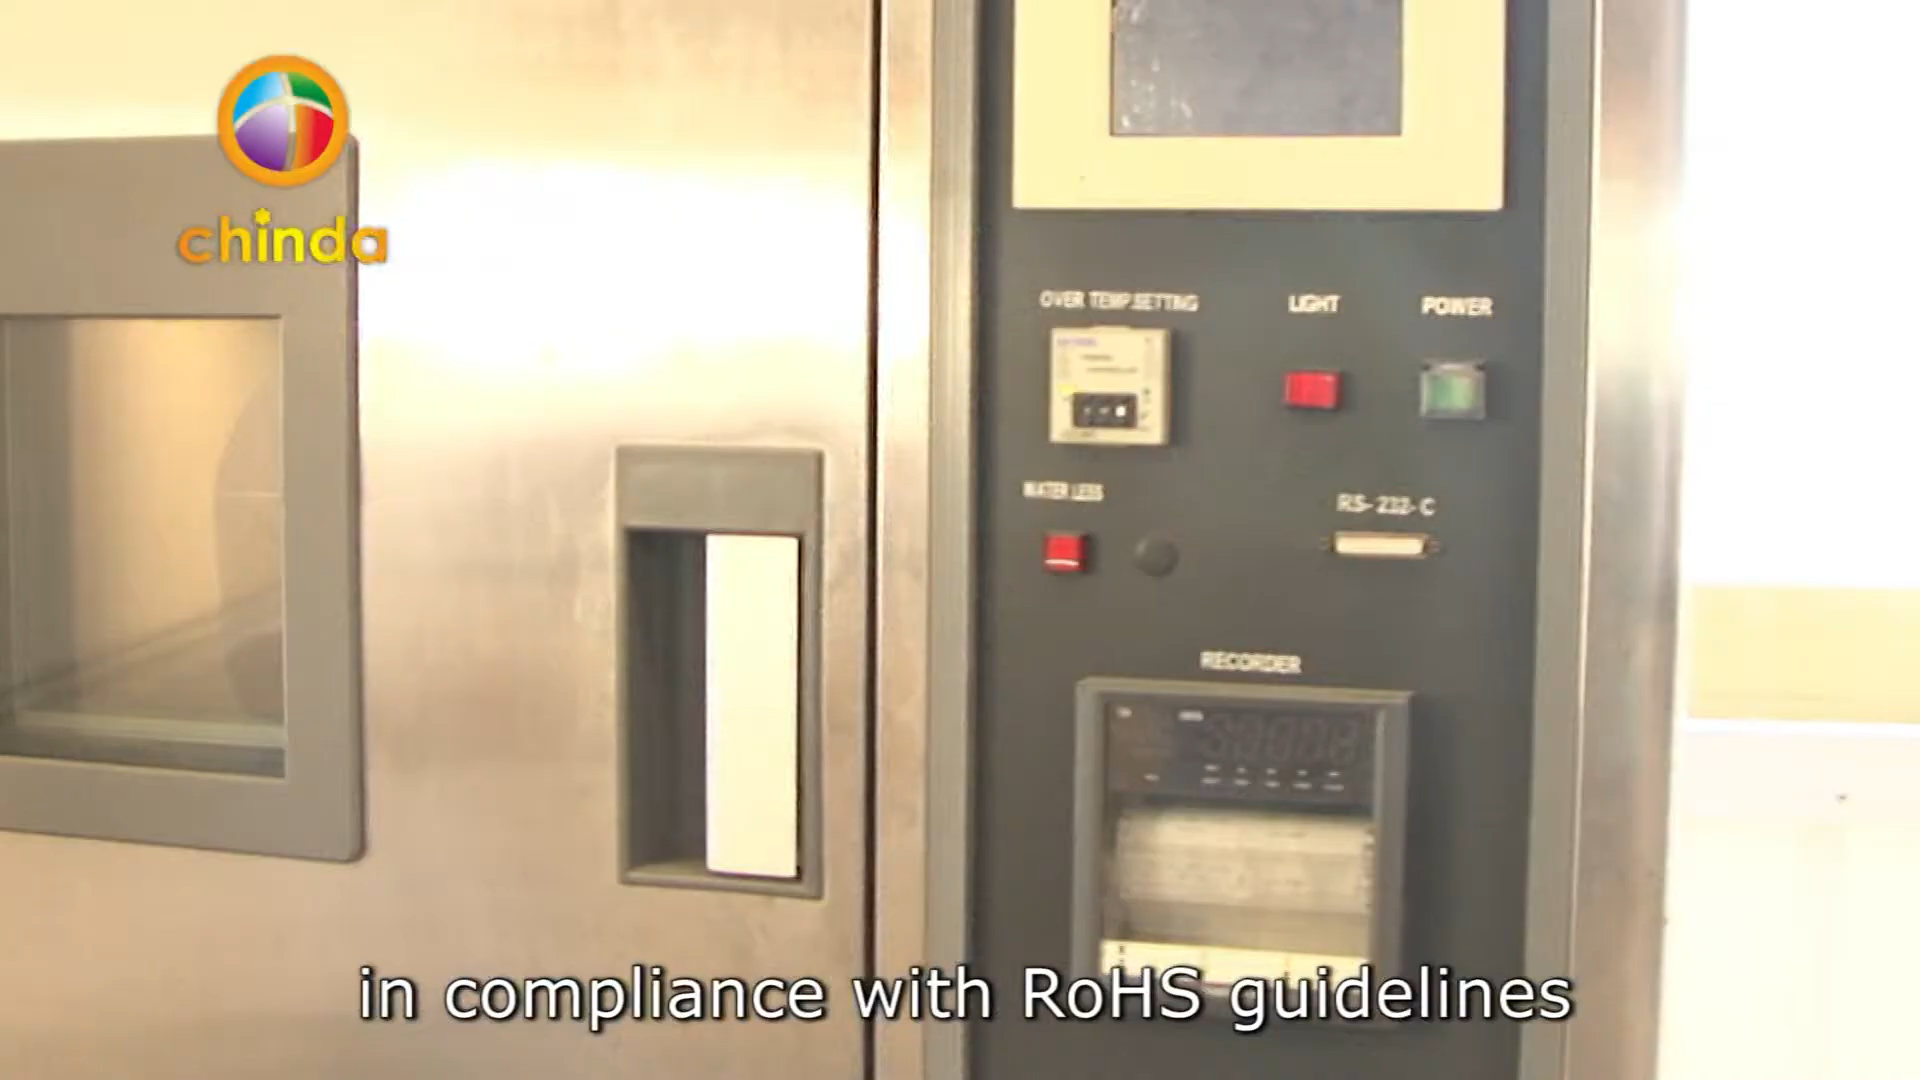 chinda
OVER TEMP.SETTING
LIGHT
POWER
WATER LESS
RS-232-C
RECORDER
in compliance with RoHS guidelines